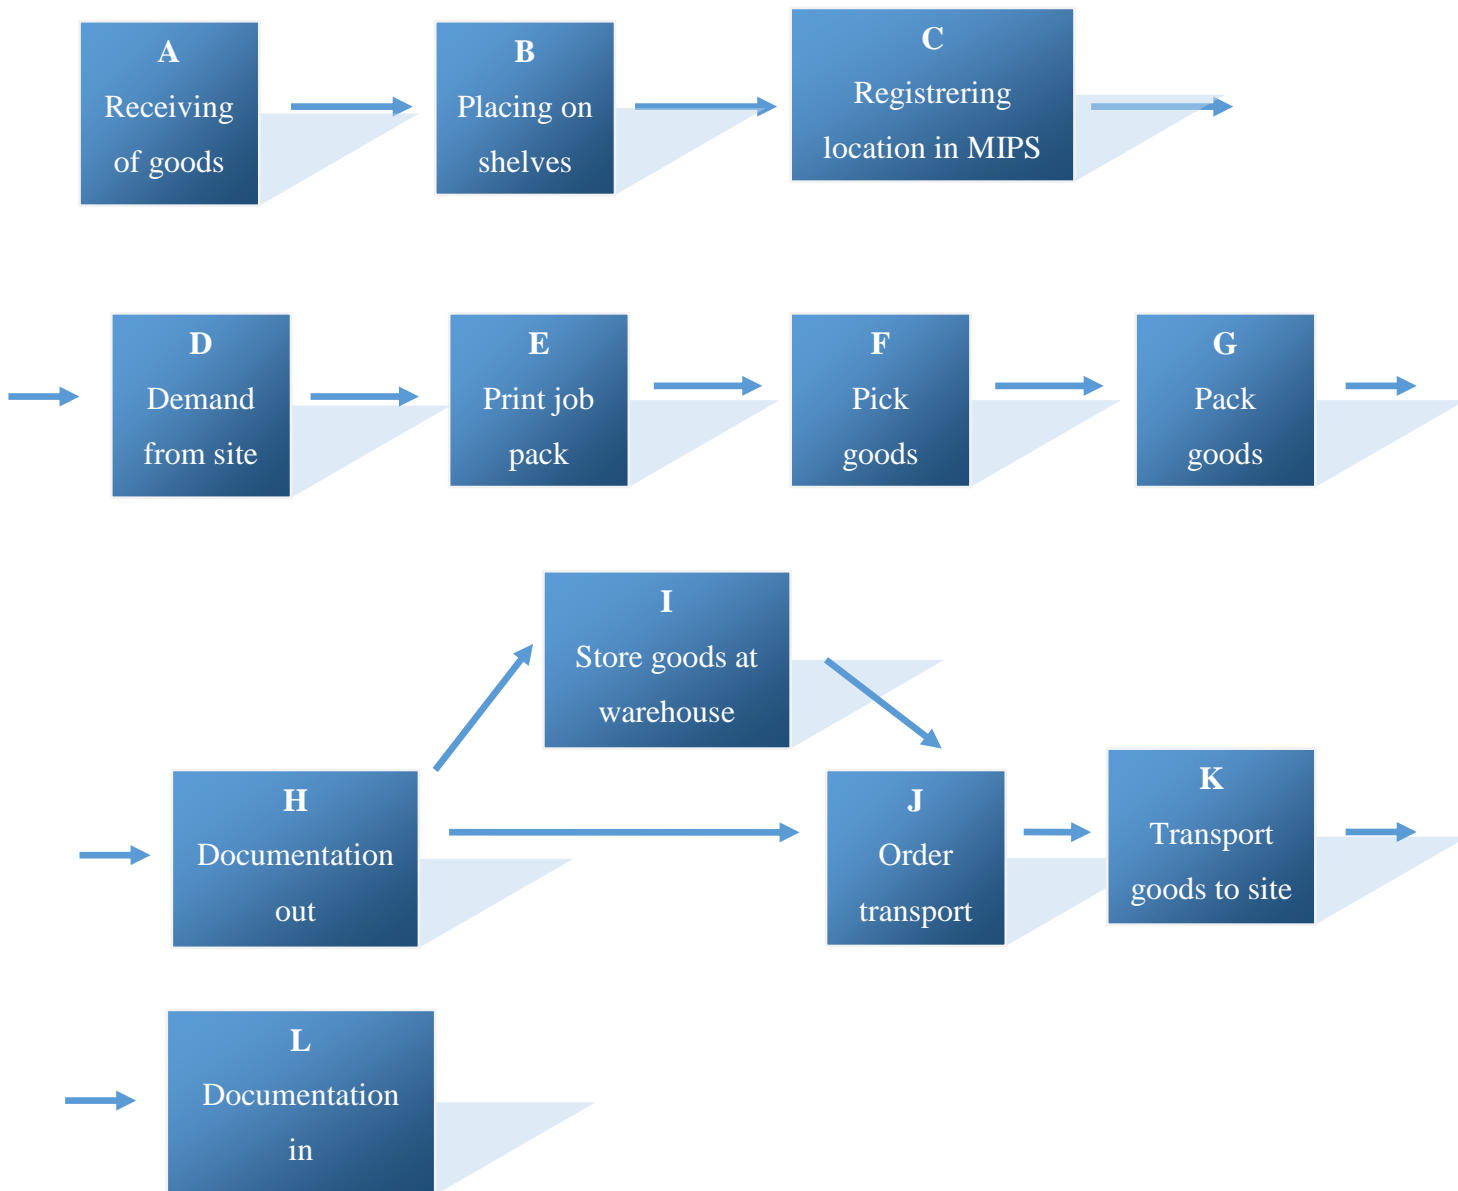 A
Receiving
of goods
B
Placing on
shelves
C
Registrering
location in MIPS
D
Demand
from site
E
Print job
pack
F
Pick
goods
G
Pack
goods
I
Store goods at
warehouse
H
Documentation
out
J
Order
transport
K
Transport
goods to site
L
Documentation
in